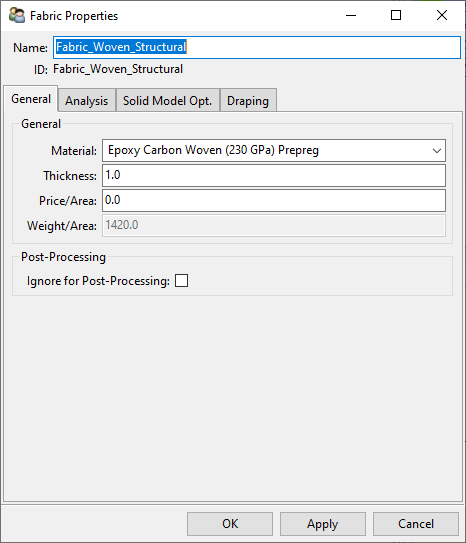 Fabric Properties
Name: Fabric_Woven_Structural
ID: Fabric_Woven_Structural
General Analysis Solid Model Opt. Draping
General
Material: Epoxy Carbon Woven (230 GPa) Prepreg
Thickness: 1.0
Price/Area: 0.0
Weight/Area: 1420.0
Post-Processing
Ignore for Post-Processing:
OK Apply Cancel